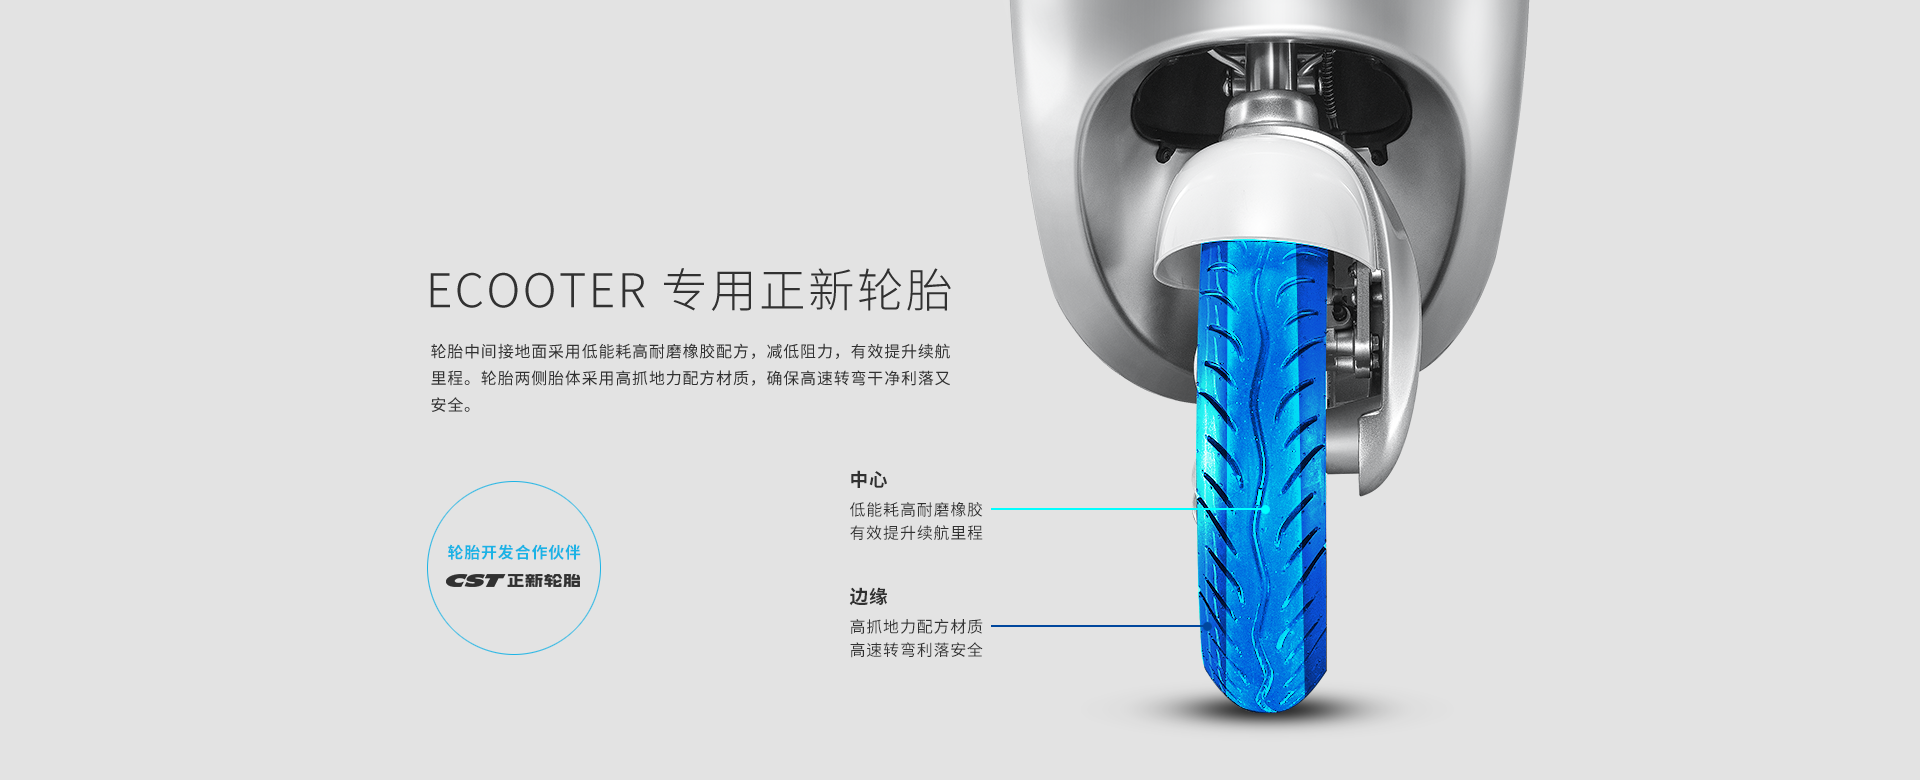 ECOOTER 专用正新轮胎
轮胎中间接地面采用低能耗高耐磨橡胶配方，减低阻力，有效提升续航
里程。轮胎两侧胎体采用高抓地力配方材质，确保高速转弯干净利落又
安全。
中心
低能耗高耐磨橡胶
有效提升续航里程
轮胎开发合作伙伴
CST正新轮胎
边缘
高抓地力配方材质
高速转弯利落安全